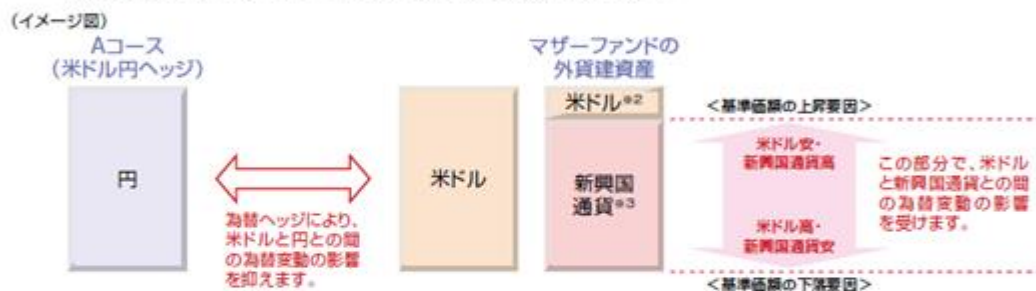 (イメージ図)
Aコース
(米ドル円ヘッジ)
円
為替ヘッジにより、
米ドルと円との間
の為替変動の影響
を抑えます。
米ドル
マザーファンドの
外貨建資産
米ドル※2
新興国
通貨※3
＜基準価額の上昇要因＞
米ドル安・
新興国通貨高
米ドル高・
新興国通貨安
＜基準価額の下落要因＞
この部分で、米ドル
と新興国通貨との間
の為替変動の影響
を受けます。